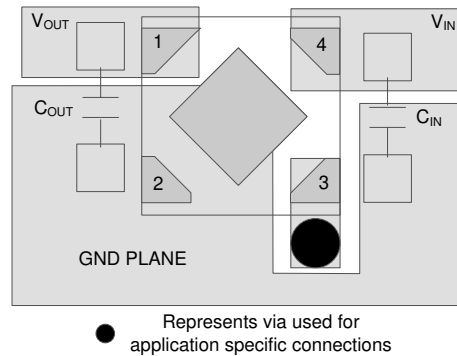 VOUT
1
4
VIN
COUT
CIN
2
3
GND PLANE
Represents via used for
application specific connections